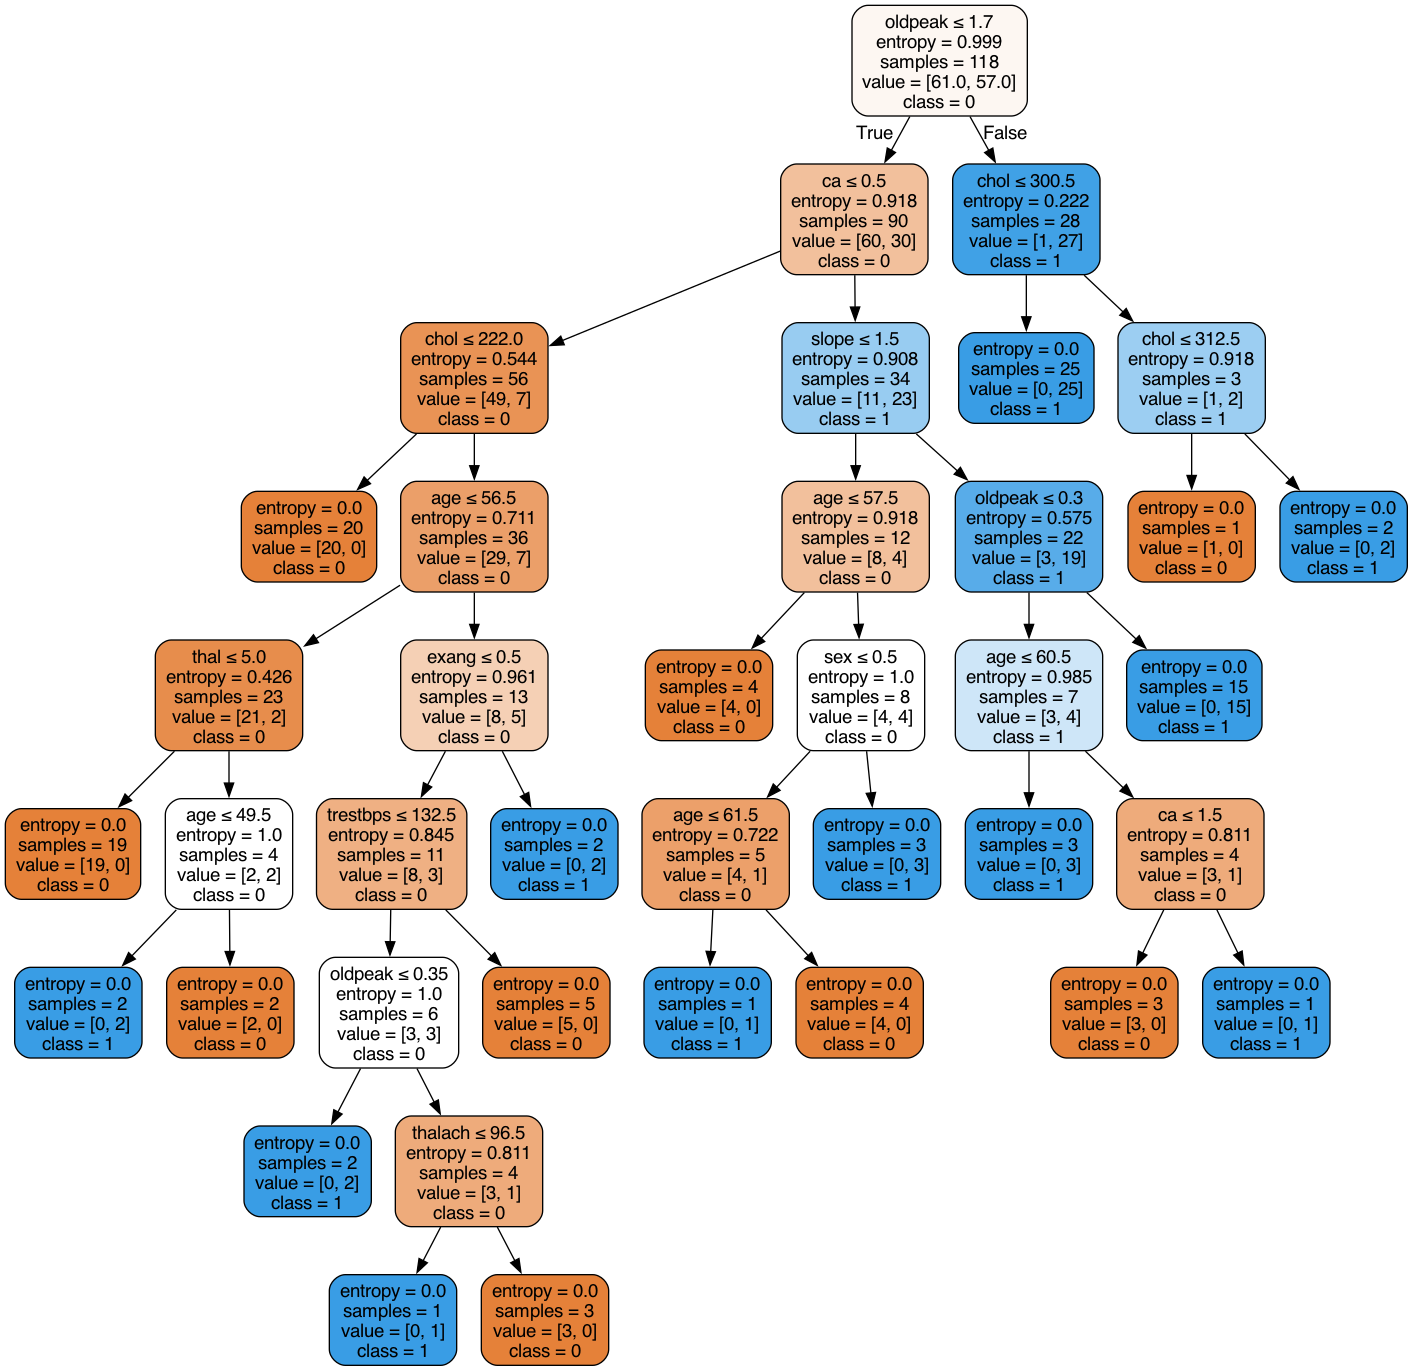 oldpeak ≤ 1.7
entropy = 0.999
samples = 118
value = [61.0, 57.0]
class = 0
True
False
ca ≤ 0.5
entropy = 0.918
samples = 90
value = [60, 30]
class = 0
chol ≤ 300.5
entropy = 0.222
samples = 28
value = [1, 27]
class = 1
chol ≤ 222.0
entropy = 0.544
samples = 56
value = [49, 7]
class = 0
slope ≤ 1.5
entropy = 0.908
samples = 34
value = [11, 23]
class = 1
entropy = 0.0
samples = 25
value = [0, 25]
class = 1
chol ≤ 312.5
entropy = 0.918
samples = 3
value = [1, 2]
class = 1
entropy = 0.0
samples = 20
value = [20, 0]
class = 0
age ≤ 56.5
entropy = 0.711
samples = 36
value = [29, 7]
class = 0
age ≤ 57.5
entropy = 0.918
samples = 12
value = [8, 4]
class = 0
oldpeak ≤ 0.3
entropy = 0.575
samples = 22
value = [3, 19]
class = 1
entropy = 0.0
samples = 1
value = [1, 0]
class = 0
entropy = 0.0
samples = 2
value = [0, 2]
class = 1
thal ≤ 5.0
entropy = 0.426
samples = 23
value = [21, 2]
class = 0
exang ≤ 0.5
entropy = 0.961
samples = 13
value = [8, 5]
class = 0
entropy = 0.0
samples = 4
value = [4, 0]
class = 0
sex ≤ 0.5
entropy = 1.0
samples = 8
value = [4, 4]
class = 0
age ≤ 60.5
entropy = 0.985
samples = 7
value = [3, 4]
class = 1
entropy = 0.0
samples = 15
value = [0, 15]
class = 1
entropy = 0.0
samples = 19
value = [19, 0]
class = 0
age ≤ 49.5
entropy = 1.0
samples = 4
value = [2, 2]
class = 0
trestbps ≤ 132.5
entropy = 0.845
samples = 11
value = [8, 3]
class = 0
entropy = 0.0
samples = 2
value = [0, 2]
class = 1
age ≤ 61.5
entropy = 0.722
samples = 5
value = [4, 1]
class = 0
entropy = 0.0
samples = 3
value = [0, 3]
class = 1
entropy = 0.0
samples = 3
value = [0, 3]
class = 1
ca ≤ 1.5
entropy = 0.811
samples = 4
value = [3, 1]
class = 0
entropy = 0.0
samples = 2
value = [0, 2]
class = 1
entropy = 0.0
samples = 2
value = [2, 0]
class = 0
oldpeak ≤ 0.35
entropy = 1.0
samples = 6
value = [3, 3]
class = 0
entropy = 0.0
samples = 5
value = [5, 0]
class = 0
entropy = 0.0
samples = 1
value = [0, 1]
class = 1
entropy = 0.0
samples = 4
value = [4, 0]
class = 0
entropy = 0.0
samples = 3
value = [3, 0]
class = 0
entropy = 0.0
samples = 1
value = [0, 1]
class = 1
entropy = 0.0
samples = 2
value = [0, 2]
class = 1
thalach ≤ 96.5
entropy = 0.811
samples = 4
value = [3, 1]
class = 0
entropy = 0.0
samples = 1
value = [0, 1]
class = 1
entropy = 0.0
samples = 3
value = [3, 0]
class = 0